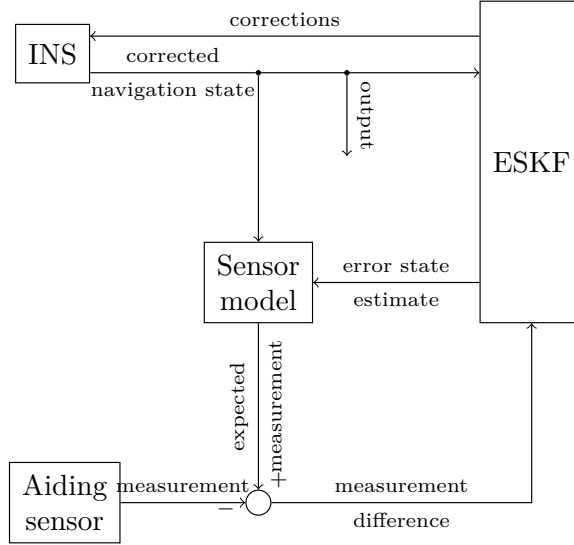 corrections
INS
corrected
navigation state
output
ESKF
Sensor
model
error state
estimate
expected
+measurement
Aiding
sensor
measurement
−
measurement
difference